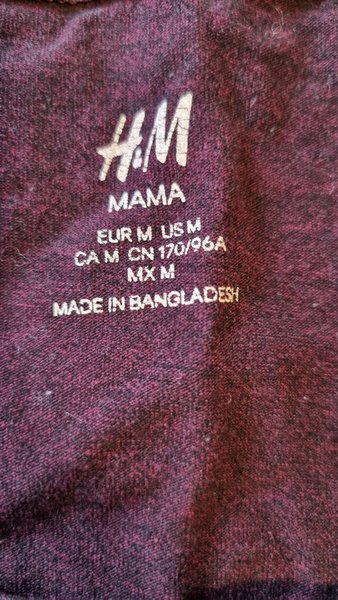 H&M
MAMA
EUR M US M
CA M CN 170/96A
MX M
MADE IN BANGLADESH